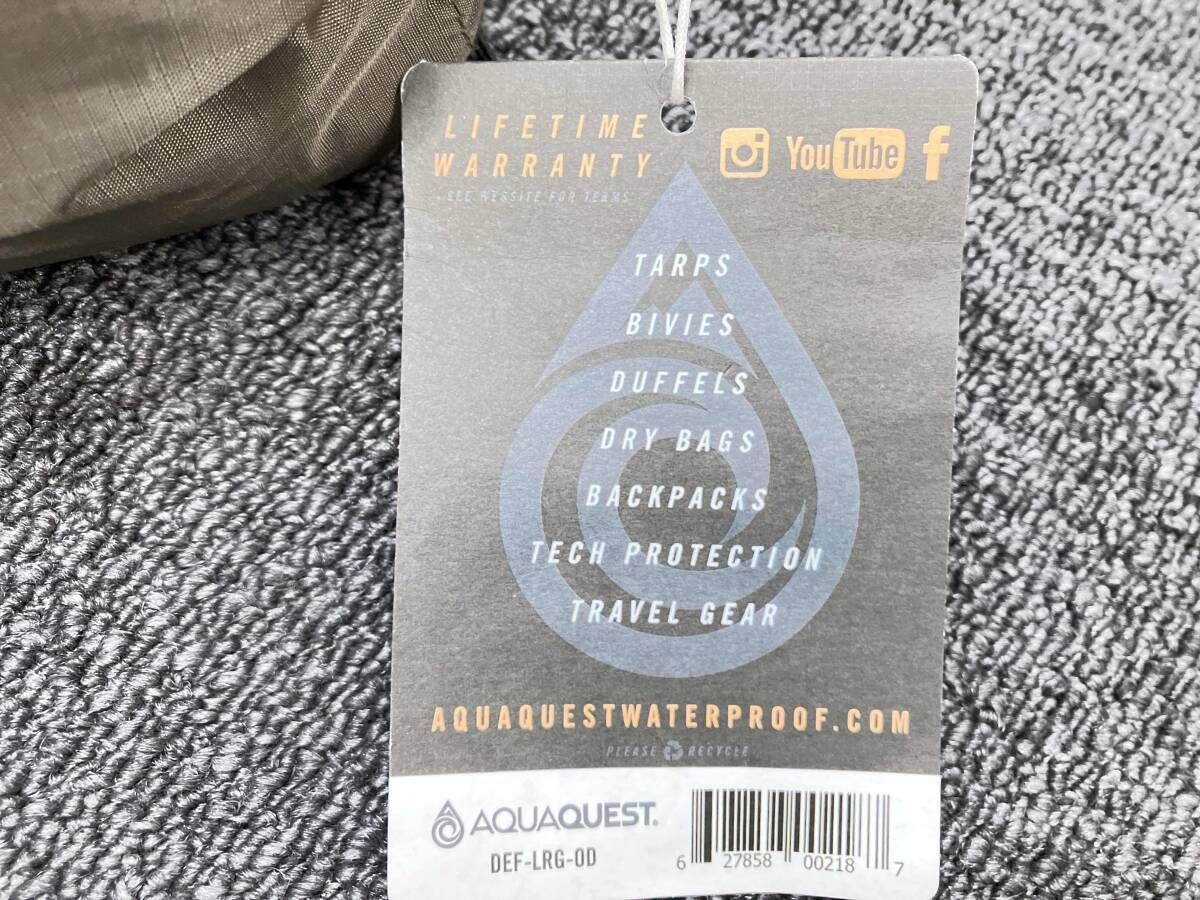 LIFETIME
WARRANTY
SEE WEBSITE FOR TERMS
YouTube
TARPS
BIVIES
DUFFELS
DRY BAGS
BACKPACKS
TECH PROTECTION
TRAVEL GEAR
AQUAQUESTWATERPROOF.COM
PLEASE RECYCLE
AQUAQUEST.
DEF-LRG-OD
6 27858 00218 7